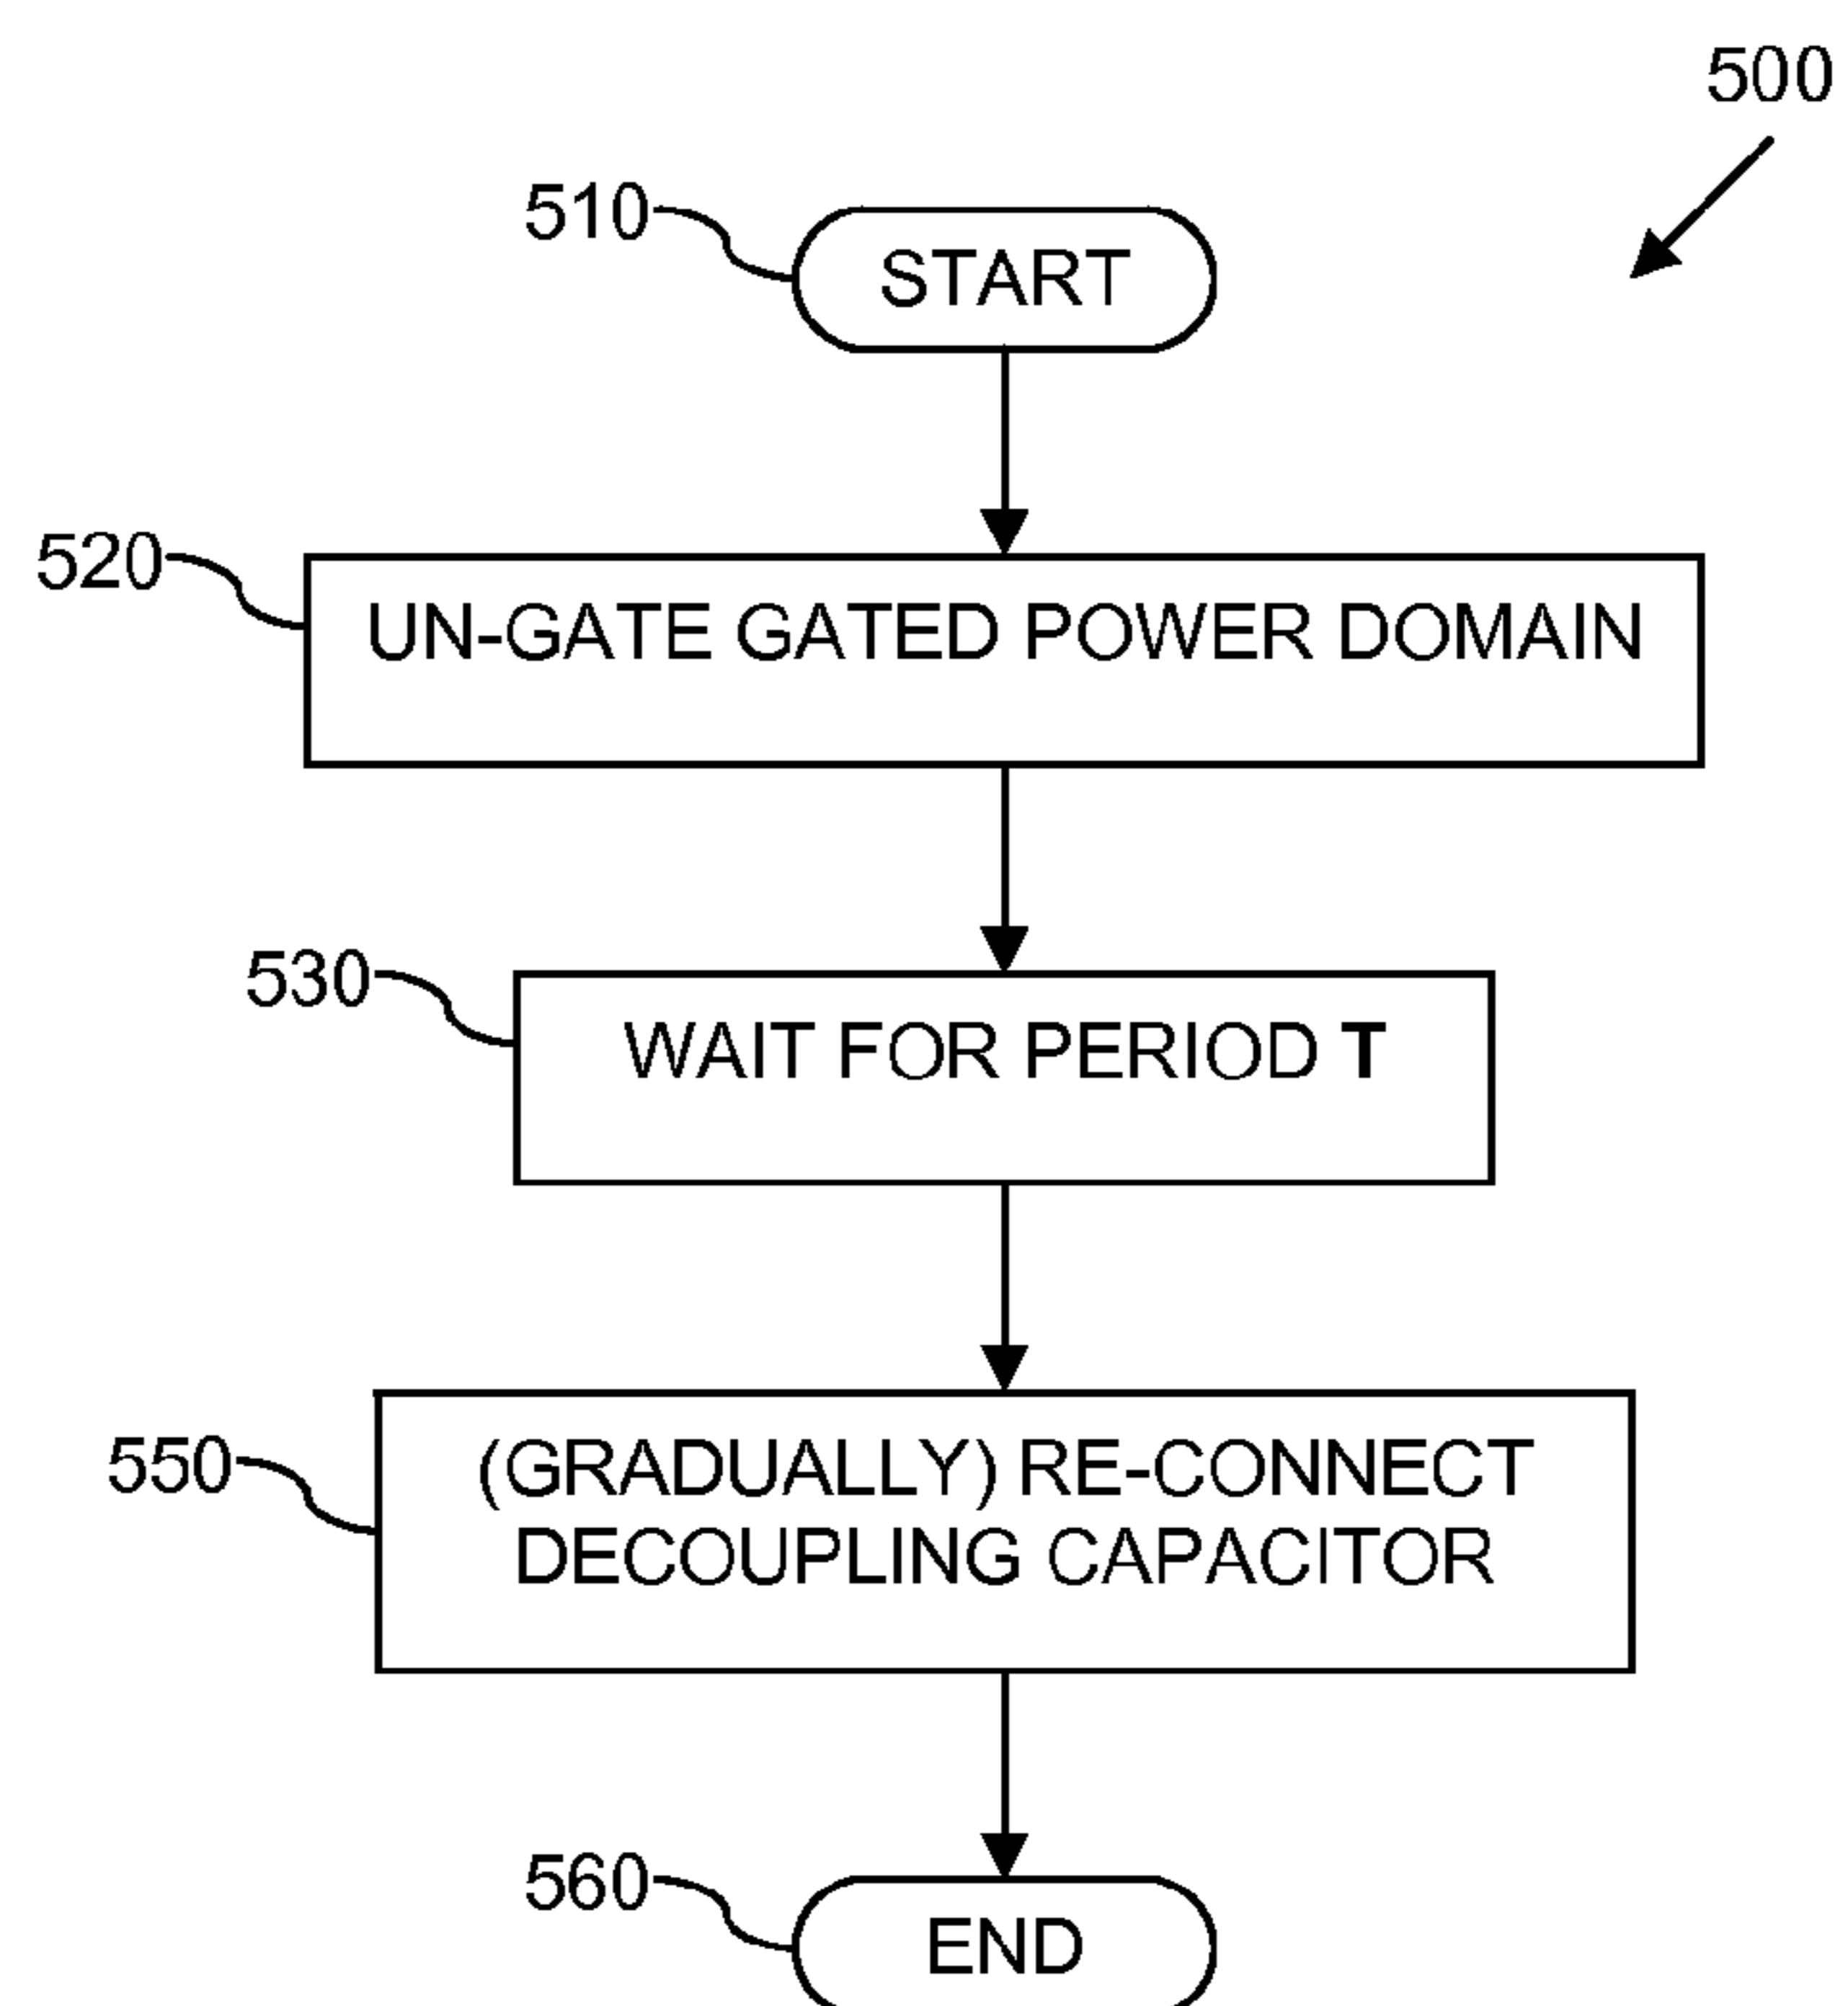 500
510
START
520
UN-GATE GATED POWER DOMAIN
530
WAIT FOR PERIOD T
550
(GRADUALLY) RE-CONNECT
DECOUPLING CAPACITOR
560
END